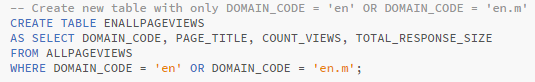 -- Create new table with only DOMAIN_CODE = 'en' OR DOMAIN_CODE = 'en.m'
CREATE TABLE ENALLPAGEVIEWS
AS SELECT DOMAIN_CODE, PAGE_TITLE, COUNT_VIEWS, TOTAL_RESPONSE_SIZE
FROM ALLPAGEVIEWS
WHERE DOMAIN_CODE = 'en' OR DOMAIN_CODE = 'en.m';